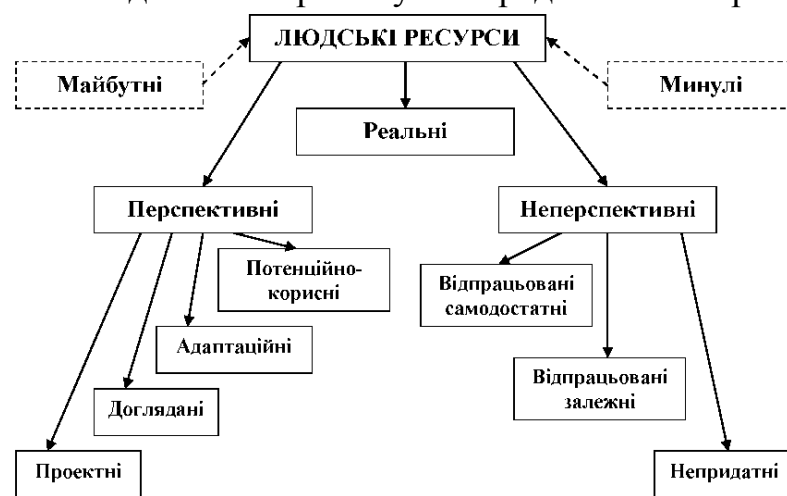 ЛЮДСЬКІ РЕСУРСИ
Майбутні
Минулі
Реальні
Перспективні
Неперспективні
Потенційно-
корисні
Відпрацьовані
самодостатні
Адаптаційні
Відпрацьовані
залежні
Доглядані
Проектні
Непридатні